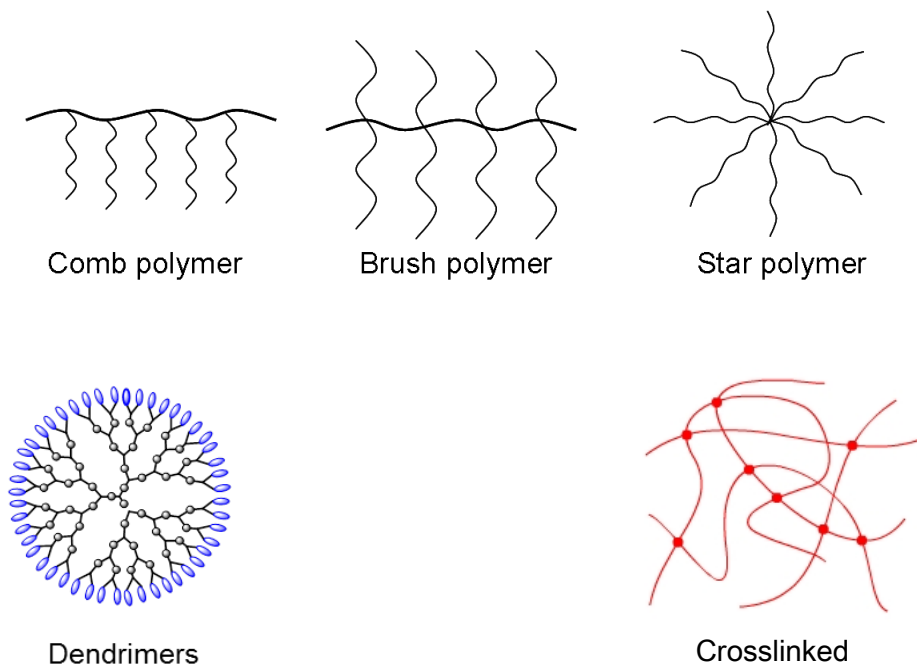 Comb polymer
Brush polymer
Star polymer
Dendrimers
Crosslinked